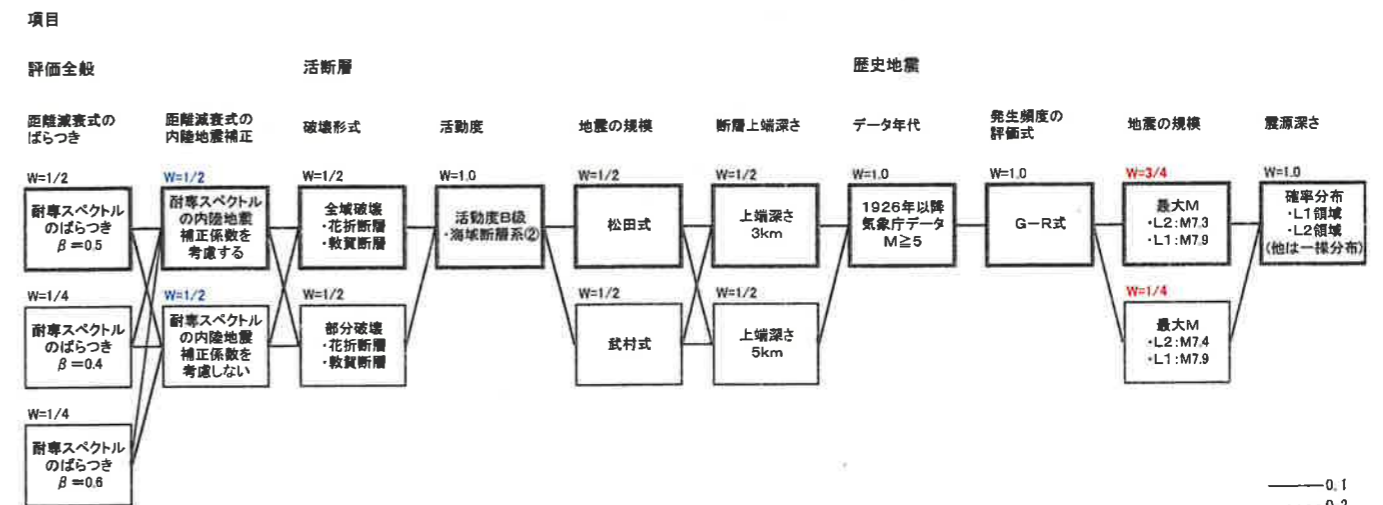 項目
評価全般
活断層
歴史地震
距離減衰式の
ばらつき
距離減衰式の
内陸地震補正
破壊形式
活動度
地震の規模
断層上端深さ
データ年代
発生頻度の
評価式
地震の規模
震源深さ
W=1/2
耐専スペクトル
のばらつき
β=0.5
W=1/4
耐専スペクトル
のばらつき
β=0.4
W=1/4
耐専スペクトル
のばらつき
β=0.6
W=1/2
耐専スペクトル
の内陸地震
補正係数を
考慮する
W=1/2
耐専スペクトル
の内陸地震
補正係数を
考慮しない
W=1/2
全域破壊
・花折断層
・敦賀断層
W=1/2
部分破壊
・花折断層
・敦賀断層
W=1.0
活動度B級
・海域断層系②
W=1/2
松田式
W=1/2
武村式
W=1/2
上端深さ
3km
W=1/2
上端深さ
5km
W=1.0
1926年以降
気象庁データ
M≧5
W=1.0
G-R式
W=3/4
最大M
・L2:M7.3
・L1:M7.9
W=1/4
最大M
・L2:M7.4
・L1:M7.9
W=1.0
確率分布
・L1領域
・L2領域
(他は一様分布)
0.1